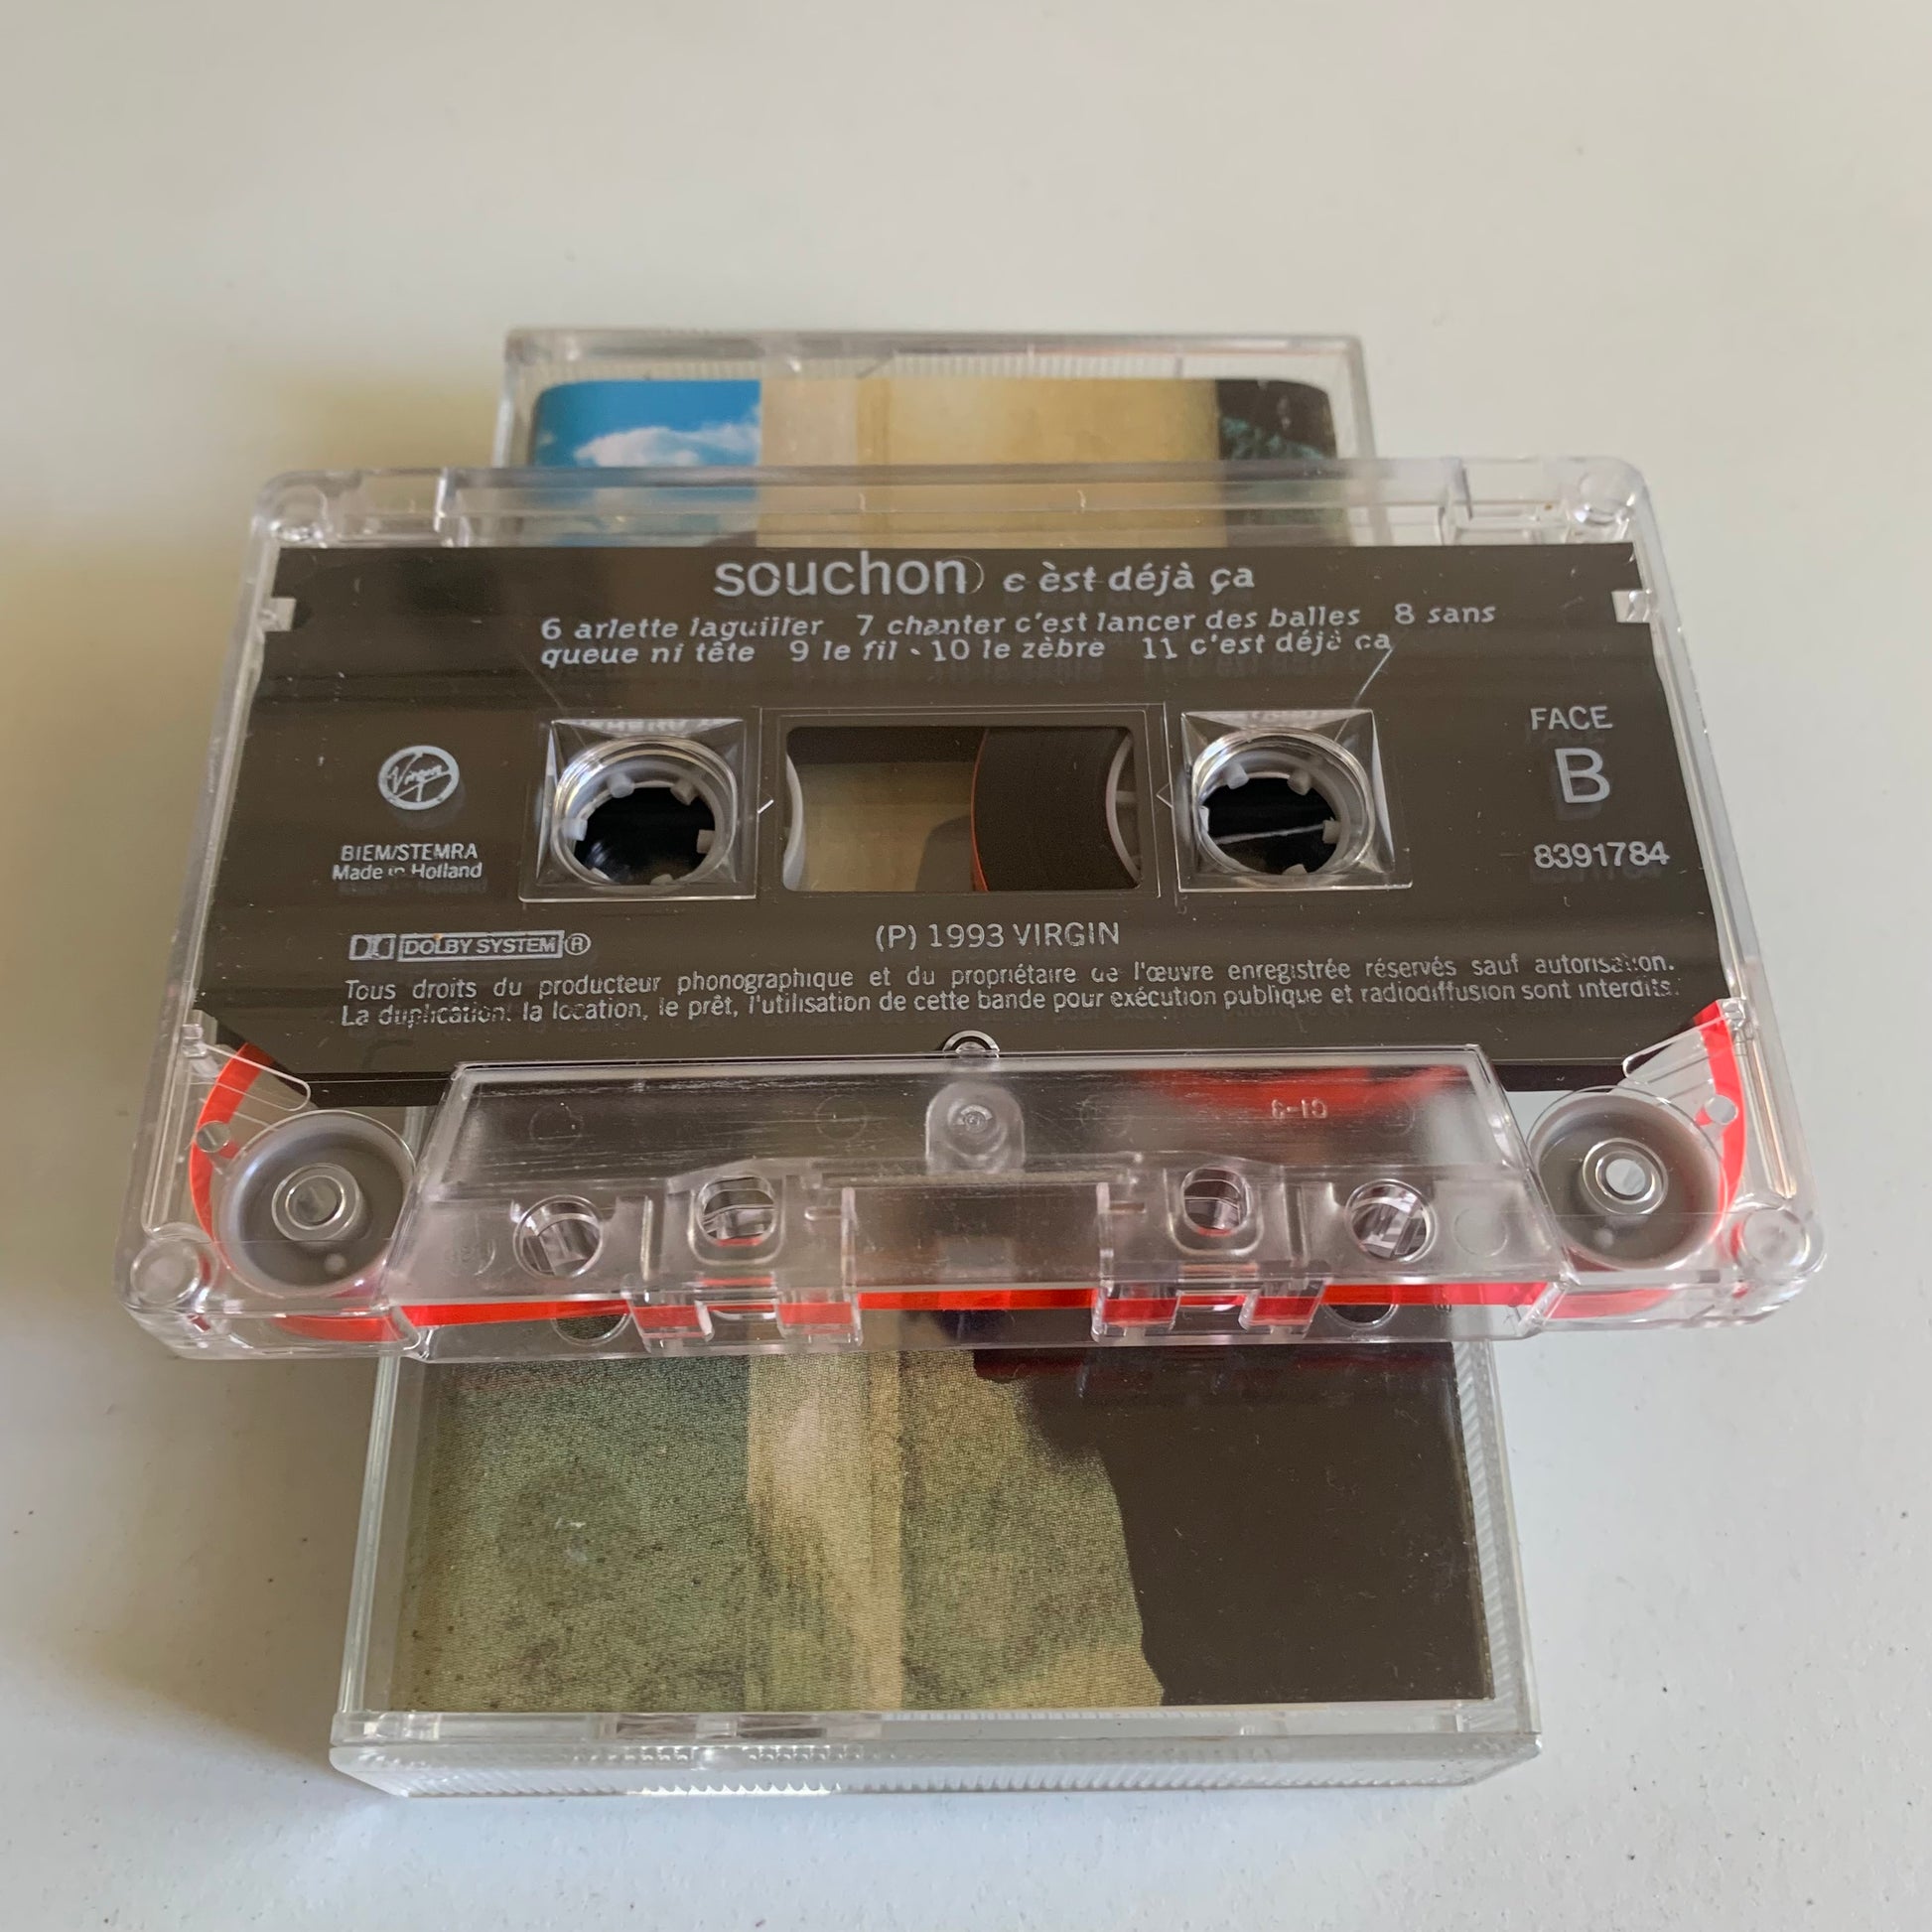 souchon c'est déjà ça
6 arlette laguiller 7 chanter c'est lancer des balles 8 sans
queue ni tête 9 le fil - 10 le zèbre 11 c'est déjà ça
FACE
B
8391784
Virgin
BIEM/STEMRA
Made in Holland
DOLBY SYSTEM ®
(P) 1993 VIRGIN
Tous droits du producteur phonographique et du propriétaire de l'œuvre enregistrée réservés sauf autorisation.
La duplication, la location, le prêt, l'utilisation de cette bande pour exécution publique et radiodiffusion sont interdits.